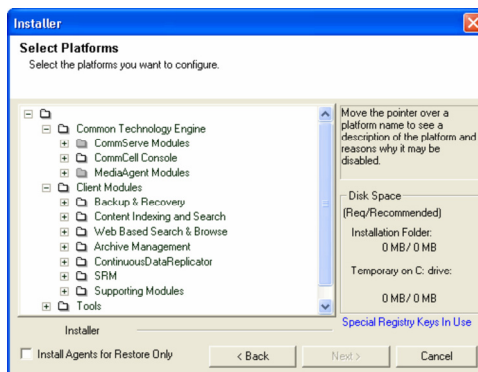 Installer
Select Platforms
Select the platforms you want to configure.
Common Technology Engine
CommServe Modules
CommCell Console
MediaAgent Modules
Client Modules
Backup & Recovery
Content Indexing and Search
Web Based Search & Browse
Archive Management
ContinuousDataReplicator
SRM
Supporting Modules
Tools
Move the pointer over a
platform name to see a
description of the platform and
reasons why it may be
disabled.
Disk Space
(Req/Recommended)
Installation Folder:
0 MB/ 0 MB
Temporary on C: drive:
0 MB/ 0 MB
Special Registry Keys In Use
Installer
Install Agents for Restore Only
< Back
Next >
Cancel